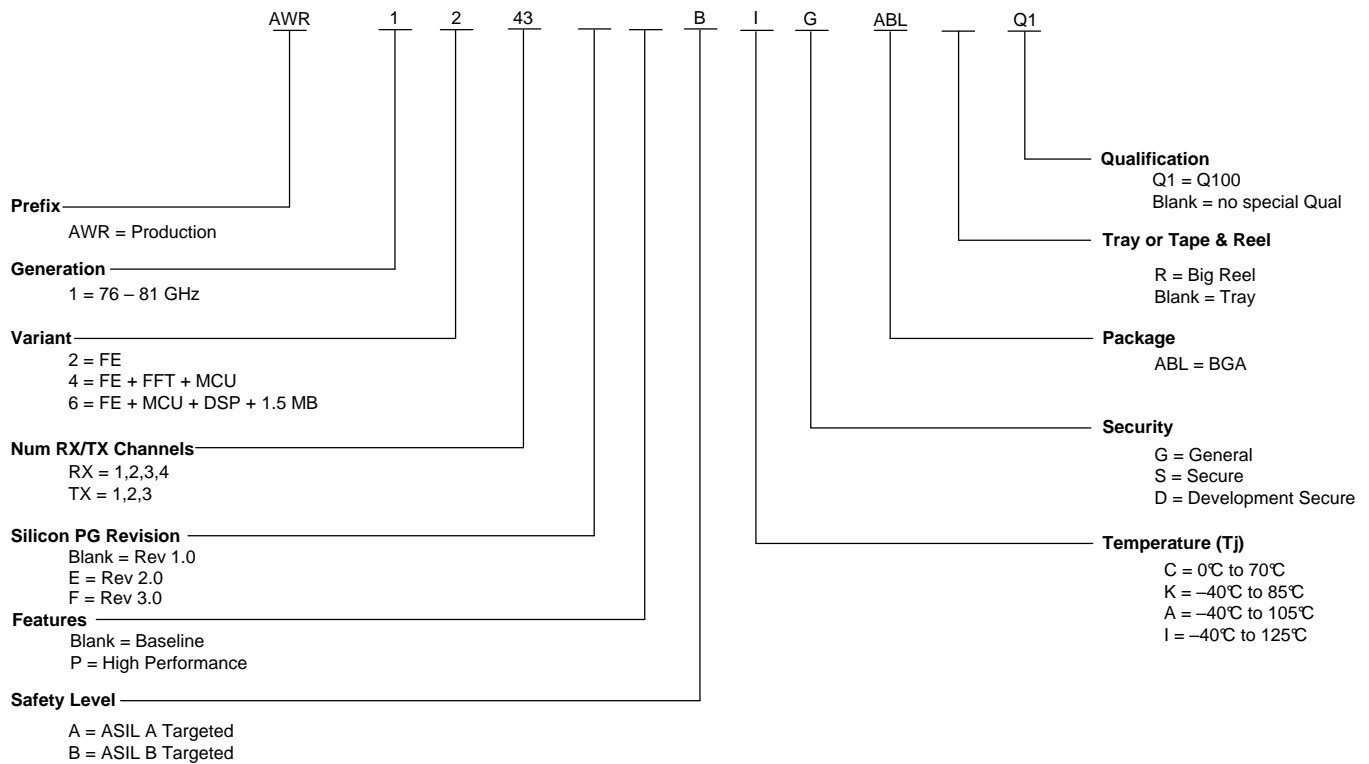 AWR 1 2 43 B I G ABL Q1
Prefix
AWR = Production
Generation
1 = 76 – 81 GHz
Variant
2 = FE
4 = FE + FFT + MCU
6 = FE + MCU + DSP + 1.5 MB
Num RX/TX Channels
RX = 1,2,3,4
TX = 1,2,3
Silicon PG Revision
Blank = Rev 1.0
E = Rev 2.0
F = Rev 3.0
Features
Blank = Baseline
P = High Performance
Safety Level
A = ASIL A Targeted
B = ASIL B Targeted
Qualification
Q1 = Q100
Blank = no special Qual
Tray or Tape & Reel
R = Big Reel
Blank = Tray
Package
ABL = BGA
Security
G = General
S = Secure
D = Development Secure
Temperature (Tj)
C = 0°C to 70°C
K = –40°C to 85°C
A = –40°C to 105°C
I = –40°C to 125°C